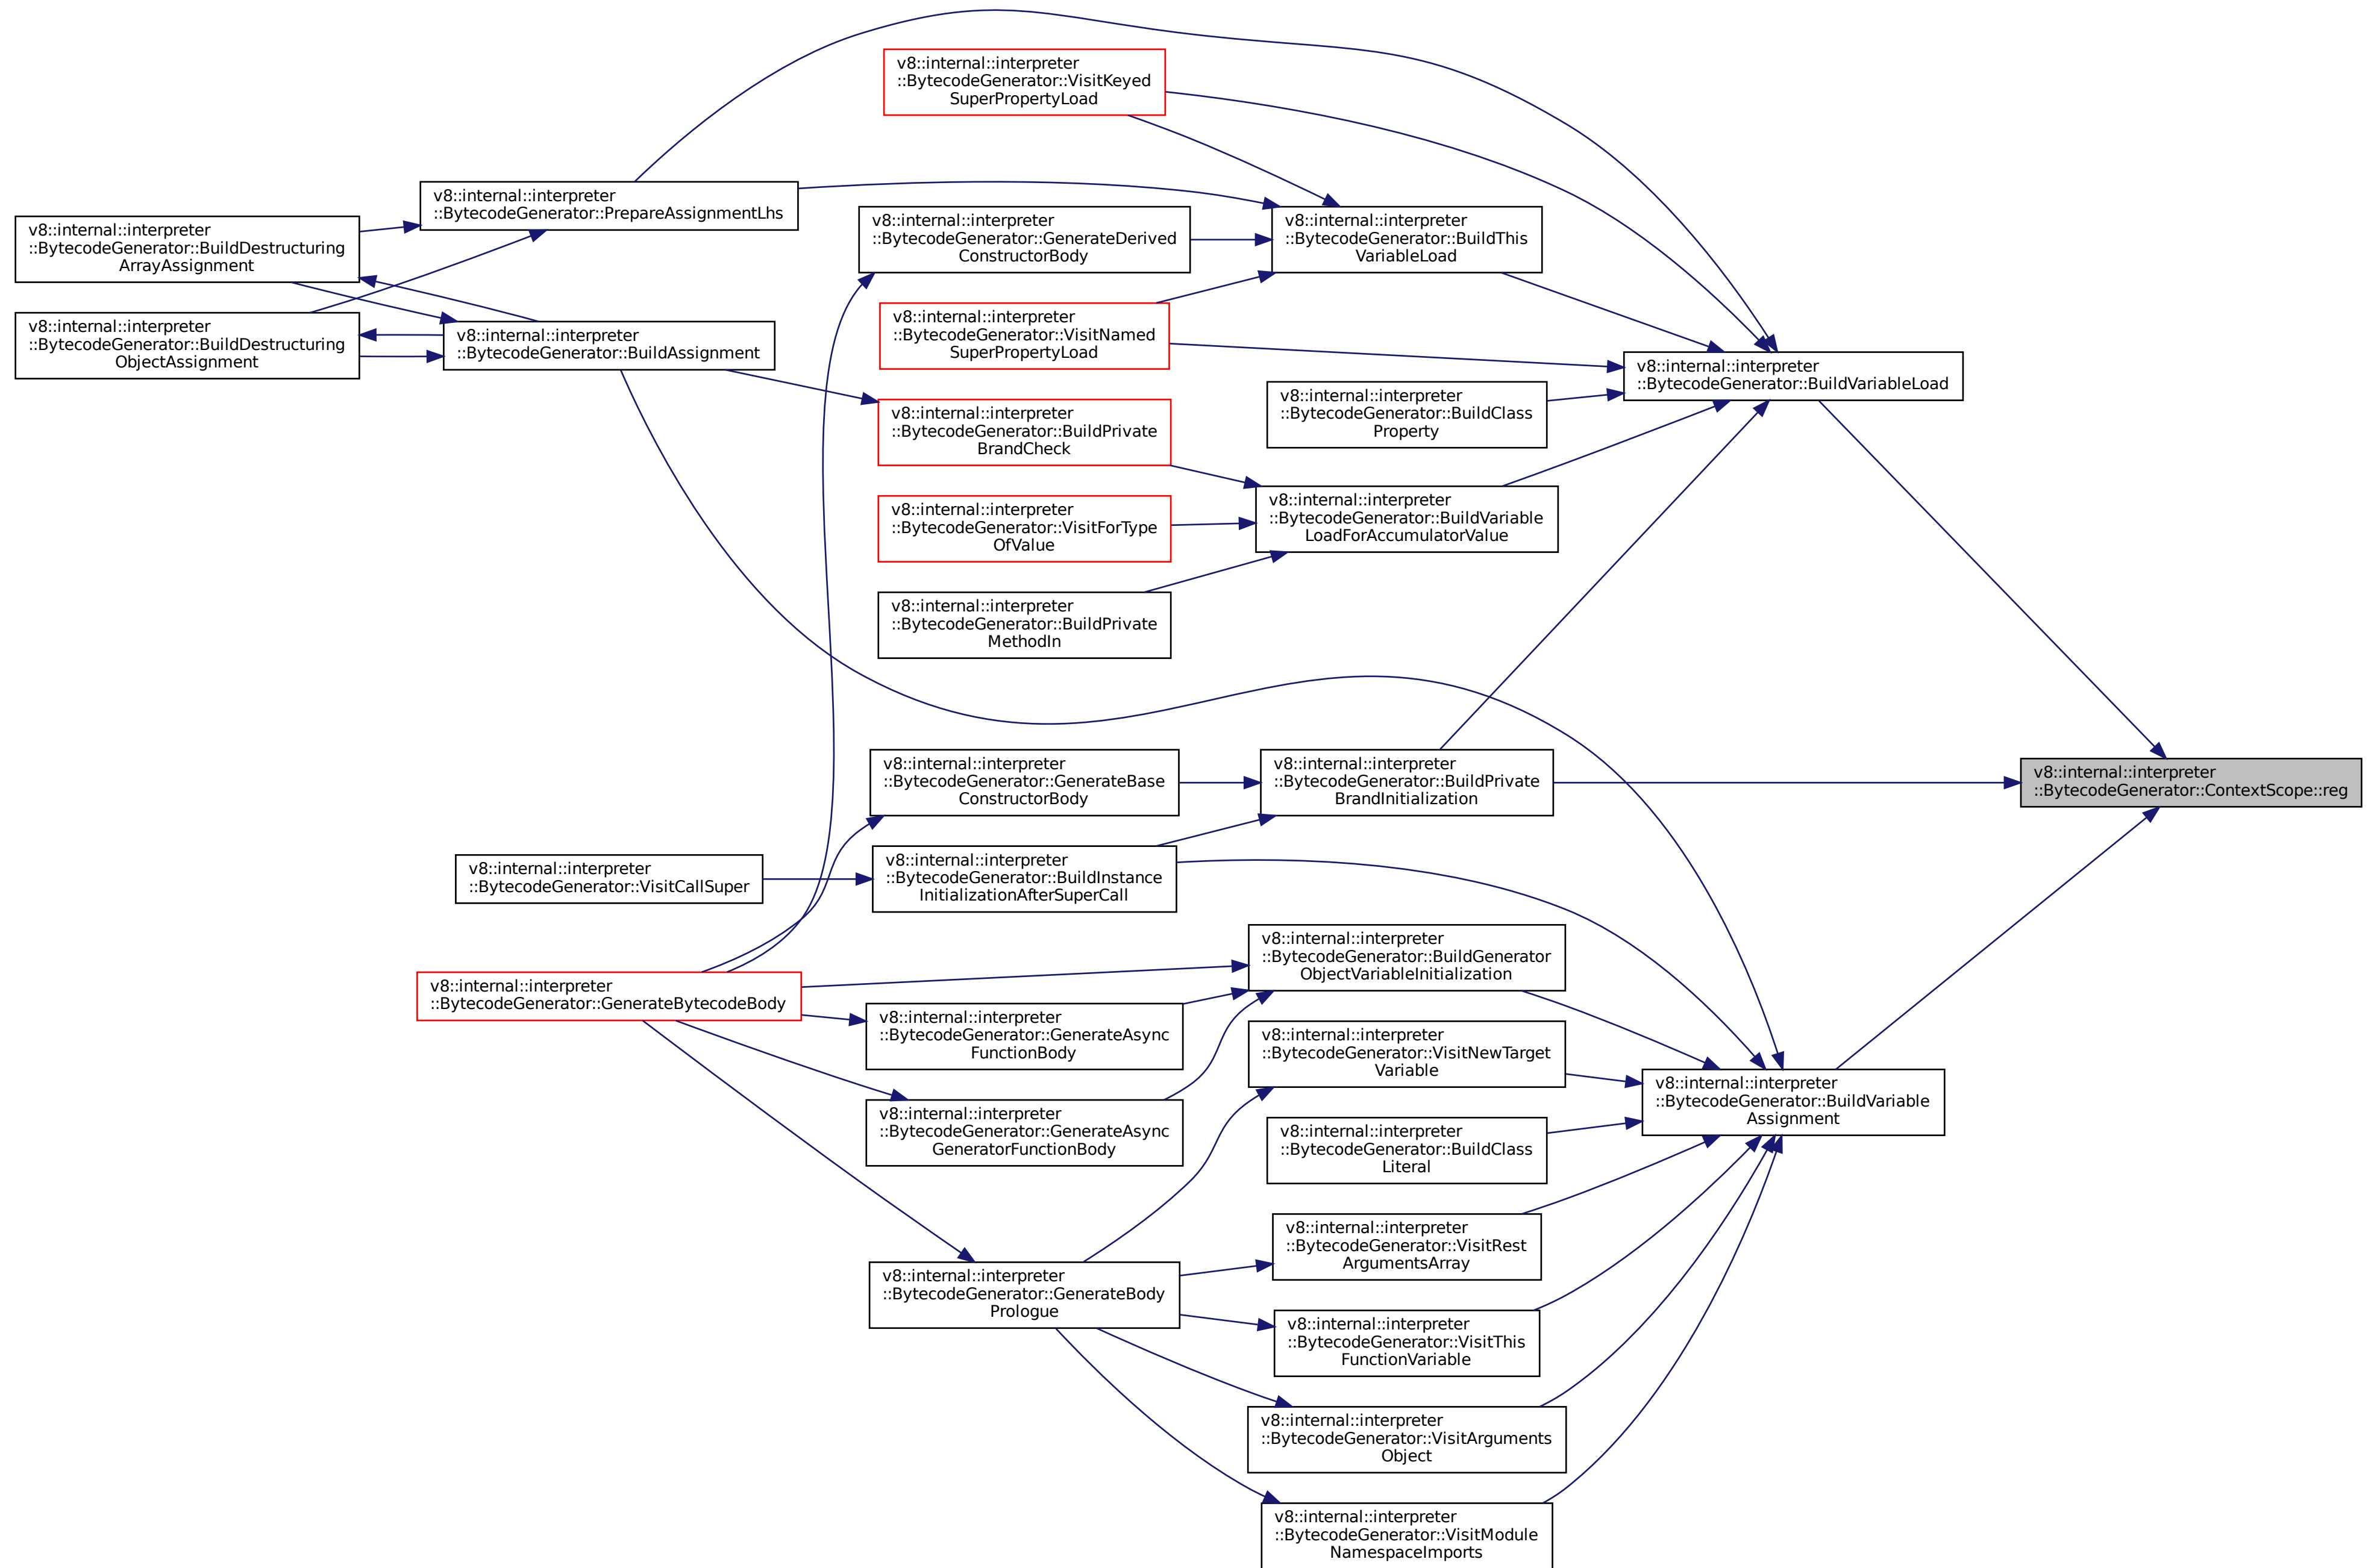 v8::internal::interpreter
::BytecodeGenerator::VisitKeyed
SuperPropertyLoad
v8::internal::interpreter
::BytecodeGenerator::PrepareAssignmentLhs
v8::internal::interpreter
::BytecodeGenerator::BuildDestructuring
ArrayAssignment
v8::internal::interpreter
::BytecodeGenerator::GenerateDerived
ConstructorBody
v8::internal::interpreter
::BytecodeGenerator::BuildThis
VariableLoad
v8::internal::interpreter
::BytecodeGenerator::VisitNamed
SuperPropertyLoad
v8::internal::interpreter
::BytecodeGenerator::BuildDestructuring
ObjectAssignment
v8::internal::interpreter
::BytecodeGenerator::BuildAssignment
v8::internal::interpreter
::BytecodeGenerator::BuildVariableLoad
v8::internal::interpreter
::BytecodeGenerator::BuildClass
Property
v8::internal::interpreter
::BytecodeGenerator::BuildPrivate
BrandCheck
v8::internal::interpreter
::BytecodeGenerator::BuildVariable
LoadForAccumulatorValue
v8::internal::interpreter
::BytecodeGenerator::VisitForType
OfValue
v8::internal::interpreter
::BytecodeGenerator::BuildPrivate
MethodIn
v8::internal::interpreter
::BytecodeGenerator::GenerateBase
ConstructorBody
v8::internal::interpreter
::BytecodeGenerator::BuildPrivate
BrandInitialization
v8::internal::interpreter
::BytecodeGenerator::ContextScope::reg
v8::internal::interpreter
::BytecodeGenerator::VisitCallSuper
v8::internal::interpreter
::BytecodeGenerator::BuildInstance
InitializationAfterSuperCall
v8::internal::interpreter
::BytecodeGenerator::BuildGenerator
ObjectVariableInitialization
v8::internal::interpreter
::BytecodeGenerator::GenerateBytecodeBody
v8::internal::interpreter
::BytecodeGenerator::GenerateAsync
FunctionBody
v8::internal::interpreter
::BytecodeGenerator::VisitNewTarget
Variable
v8::internal::interpreter
::BytecodeGenerator::BuildVariable
Assignment
v8::internal::interpreter
::BytecodeGenerator::GenerateAsync
GeneratorFunctionBody
v8::internal::interpreter
::BytecodeGenerator::BuildClass
Literal
v8::internal::interpreter
::BytecodeGenerator::VisitRest
ArgumentsArray
v8::internal::interpreter
::BytecodeGenerator::GenerateBody
Prologue
v8::internal::interpreter
::BytecodeGenerator::VisitThis
FunctionVariable
v8::internal::interpreter
::BytecodeGenerator::VisitArguments
Object
v8::internal::interpreter
::BytecodeGenerator::VisitModule
NamespaceImports